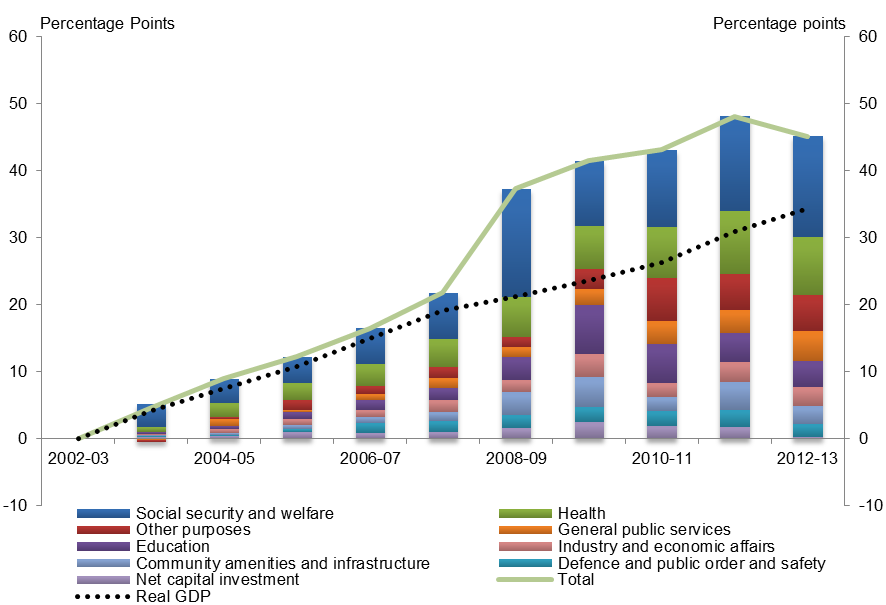 Percentage Points Percentage points
60 60
50 50
40 40
30 30
20 20
10 10
0 0
2002-03 2004-05 2006-07 2008-09 2010-11 2012-13
-10 -10
Social security and welfare Health
Other purposes General public services
Education Industry and economic affairs
Community amenities and infrastructure Defence and public order and safety
Net capital investment Total
Real GDP